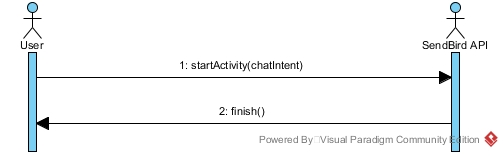 User
SendBird API
1: startActivity(chatIntent)
2: finish()
Powered By Visual Paradigm Community Edition